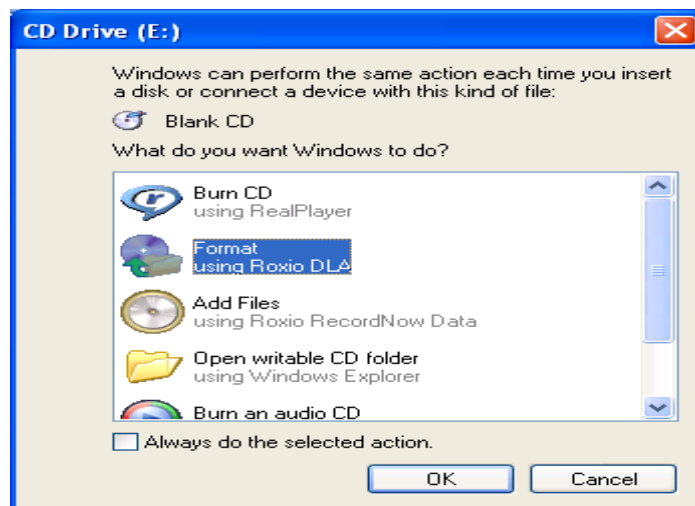 CD Drive (E:)
Windows can perform the same action each time you insert
a disk or connect a device with this kind of file:
Blank CD
What do you want Windows to do?
Burn CD
using RealPlayer
Format
using Roxio DLA
Add Files
using Roxio RecordNow Data
Open writable CD folder
using Windows Explorer
Burn an audio CD
Always do the selected action.
OK
Cancel